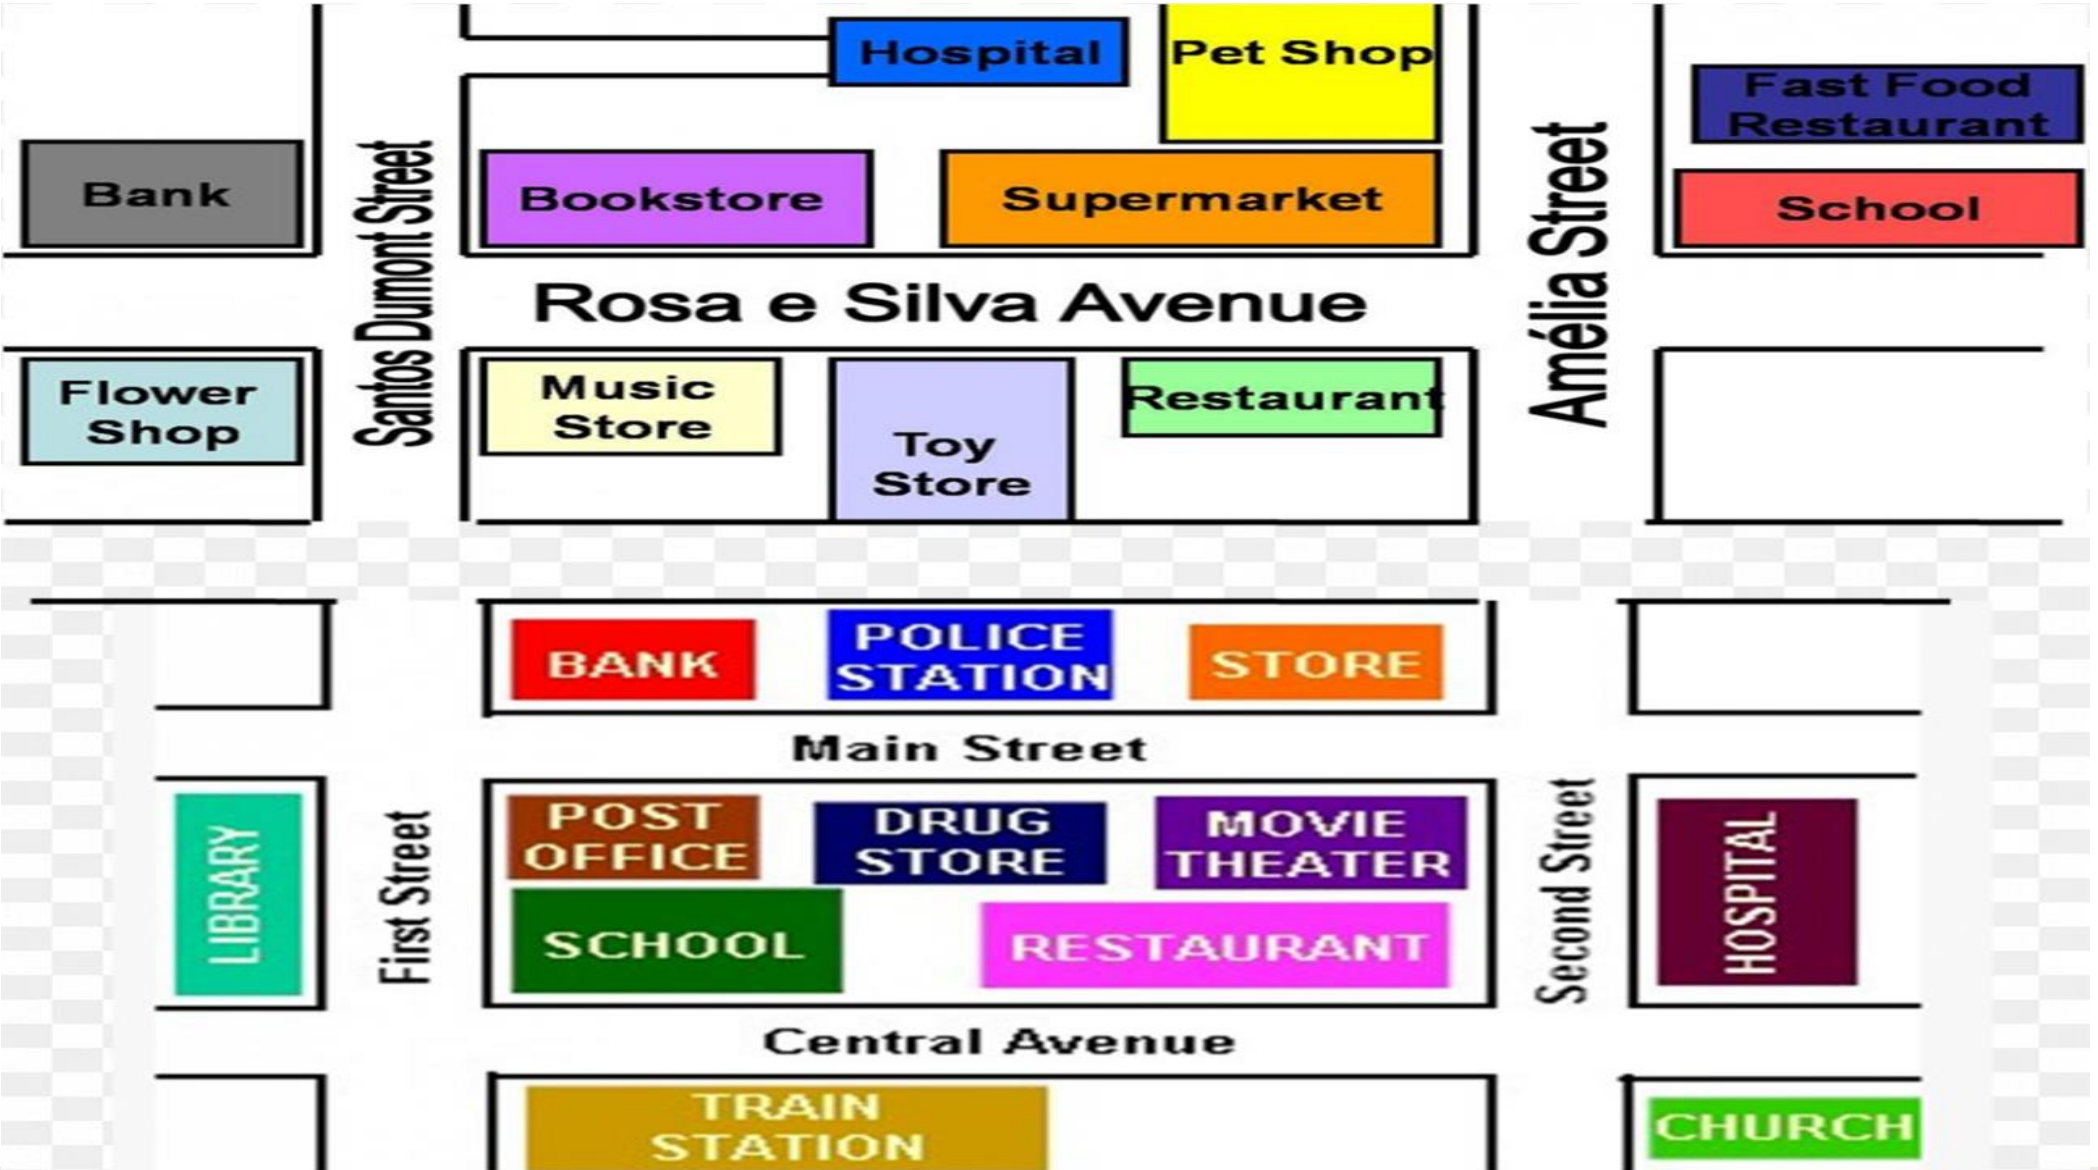 Hospital
Pet Shop
Fast Food
Restaurant
Bank
Bookstore
Supermarket
School
Santos Dumont Street
Amélia Street
Rosa e Silva Avenue
Flower
Shop
Music
Store
Toy
Store
Restaurant
BANK
POLICE
STATION
STORE
Main Street
LIBRARY
First Street
POST
OFFICE
DRUG
STORE
MOVIE
THEATER
Second Street
HOSPITAL
SCHOOL
RESTAURANT
Central Avenue
TRAIN
STATION
CHURCH